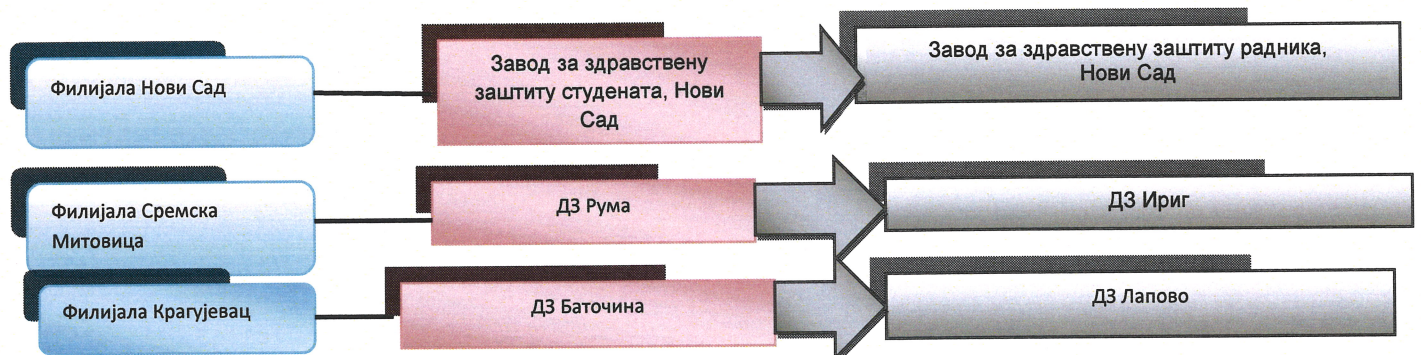 Филијала Нови Сад
Завод за здравствену
заштиту студената, Нови
Сад
Завод за здравствену заштиту радника,
Нови Сад
Филијала Сремска
Митовица
ДЗ Рума
ДЗ Ириг
Филијала Крагујевац
ДЗ Баточина
ДЗ Лапово